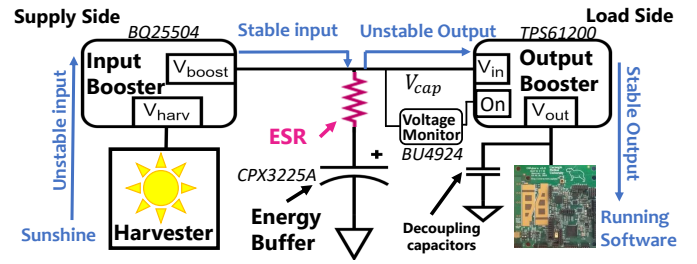 Supply Side
BQ25504
Stable input
Unstable Output
TPS61200
Load Side
Input
Booster
Vboost
Vharv
Unstable input
Vcap
Vin
On
Output
Booster
Vout
Stable Output
ESR
Voltage
Monitor
BU4924
CPX3225A
+
Energy
Buffer
Decoupling
capacitors
Sunshine
Harvester
Running
Software